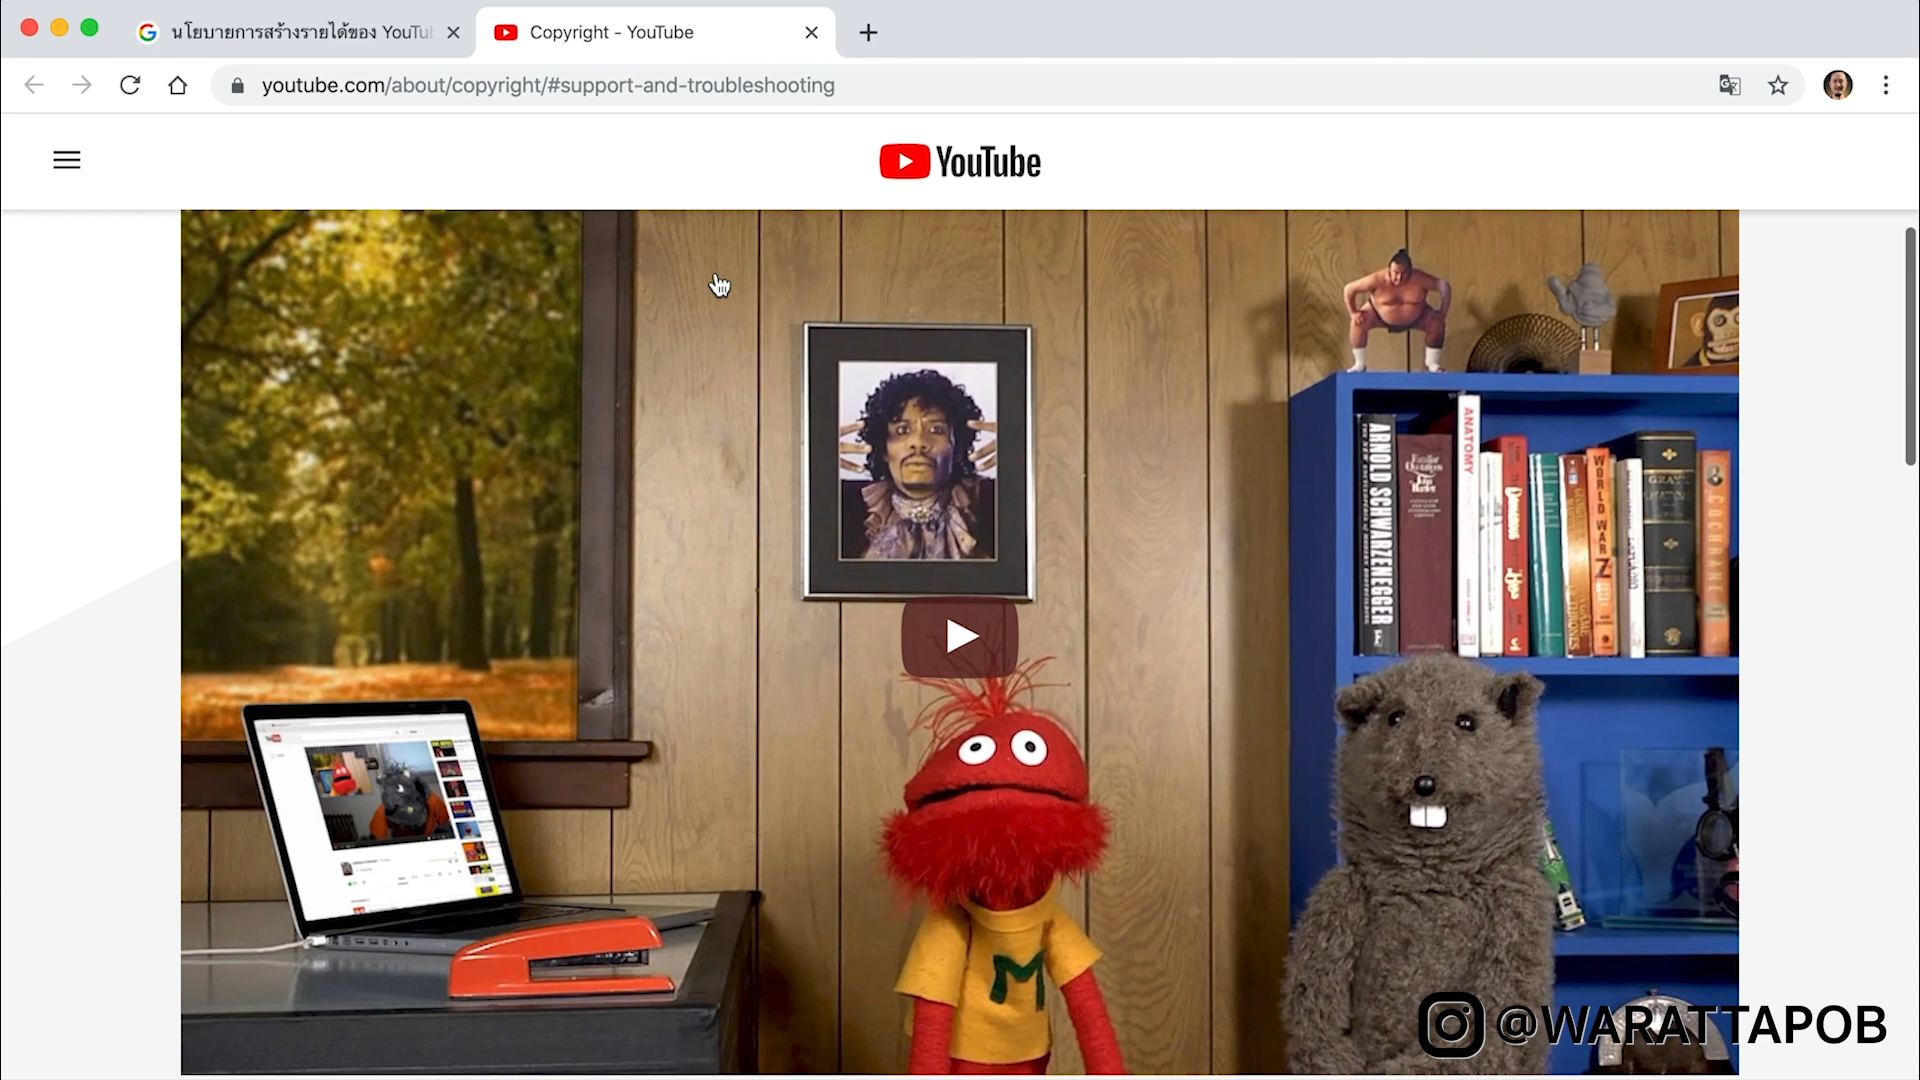 นโยบายการสร้างรายได้ของ YouTu
Copyright - YouTube
youtube.com/about/copyright/#support-and-troubleshooting
YouTube
ARNOLD SCHWARZENEGGER
ANATOMY
WORLD WAR Z
COCHRANE
M
@WARATTAPOB